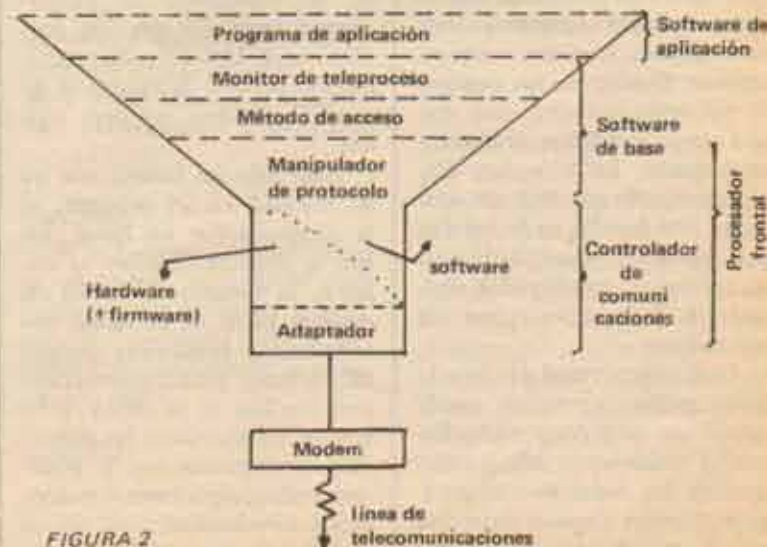 Programa de aplicación
Software de
aplicación
Monitor de teleproceso
Método de acceso
Software
de base
Manipulador
de protocolo
Procesador
frontal
software
Controlador
de
comuni
caciones
Hardware
(↑ firmware)
Adaptador
Modem
línea de
telecomunicaciones
FIGURA 2